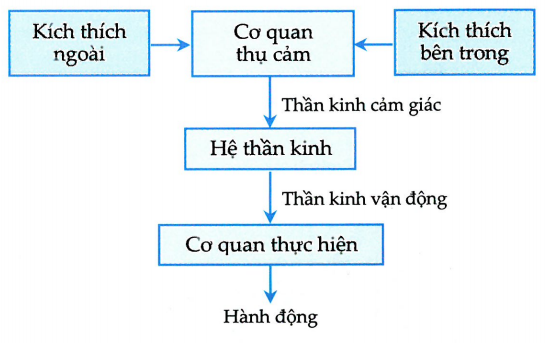 Kích thích
ngoài
Cơ quan
thụ cảm
Kích thích
bên trong
Thần kinh cảm giác
Hệ thần kinh
Thần kinh vận động
Cơ quan thực hiện
Hành động